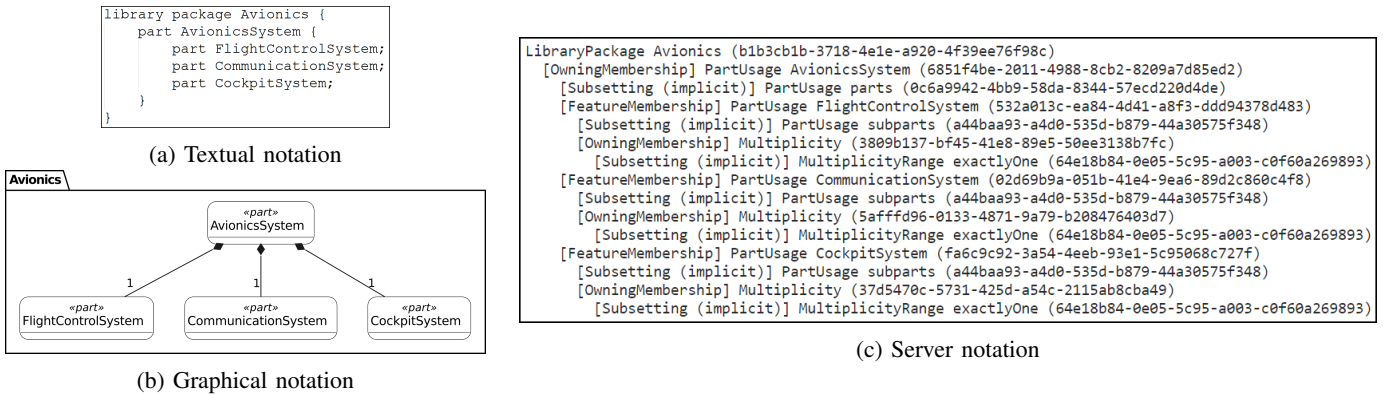 library package Avionics {
    part AvionicsSystem {
        part FlightControlSystem;
        part CommunicationSystem;
        part CockpitSystem;
    }
}
(a) Textual notation
Avionics
«part»
AvionicsSystem
1 1 1
«part» «part» «part»
FlightControlSystem CommunicationSystem CockpitSystem
(b) Graphical notation
LibraryPackage Avionics (b1b3cb1b-3718-4e1e-a920-4f39ee76f98c)
  [OwningMembership] PartUsage AvionicsSystem (6851f4be-2011-4988-8cb2-8209a7d85ed2)
    [Subsetting (implicit)] PartUsage parts (0c6a9942-4bb9-58da-8344-57ecd220d4de)
    [FeatureMembership] PartUsage FlightControlSystem (532a013c-ea84-4d41-a8f3-ddd94378d483)
      [Subsetting (implicit)] PartUsage subparts (a44baa93-a4d0-535d-b879-44a30575f348)
      [OwningMembership] Multiplicity (3809b137-bf45-41e8-89e5-50ee3138b7fc)
        [Subsetting (implicit)] MultiplicityRange exactlyOne (64e18b84-0e05-5c95-a003-c0f60a269893)
    [FeatureMembership] PartUsage CommunicationSystem (02d69b9a-051b-41e4-9ea6-89d2c860c4f8)
      [Subsetting (implicit)] PartUsage subparts (a44baa93-a4d0-535d-b879-44a30575f348)
      [OwningMembership] Multiplicity (5afffd96-0133-4871-9a79-b208476403d7)
        [Subsetting (implicit)] MultiplicityRange exactlyOne (64e18b84-0e05-5c95-a003-c0f60a269893)
    [FeatureMembership] PartUsage CockpitSystem (fa6c9c92-3a54-4eeb-93e1-5c95068c727f)
      [Subsetting (implicit)] PartUsage subparts (a44baa93-a4d0-535d-b879-44a30575f348)
      [OwningMembership] Multiplicity (37d5470c-5731-425d-a54c-2115ab8cba49)
        [Subsetting (implicit)] MultiplicityRange exactlyOne (64e18b84-0e05-5c95-a003-c0f60a269893)
(c) Server notation